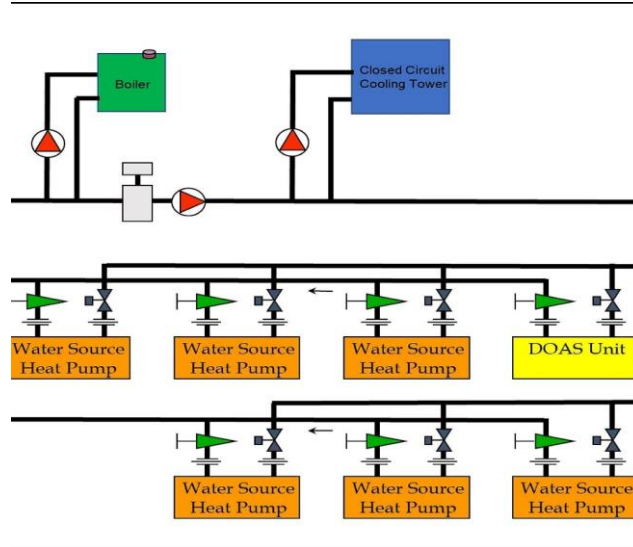 Boiler
Closed Circuit
Cooling Tower
Water Source
Heat Pump
Water Source
Heat Pump
Water Source
Heat Pump
DOAS Unit
Water Source
Heat Pump
Water Source
Heat Pump
Water Source
Heat Pump